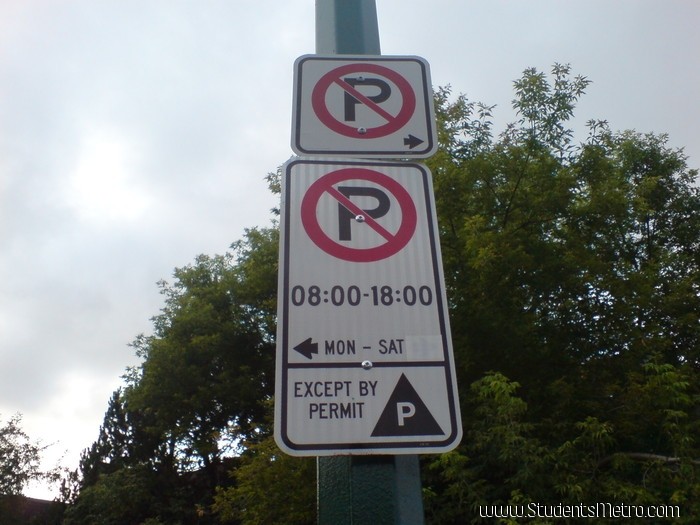 P
P
08:00-18:00
MON - SAT
EXCEPT BY
PERMIT
P
www.StudentsMetro.com